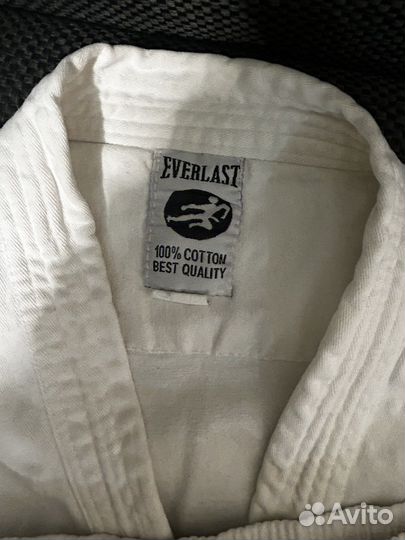 EVERLAST
100% COTTON
BEST QUALITY
Avito